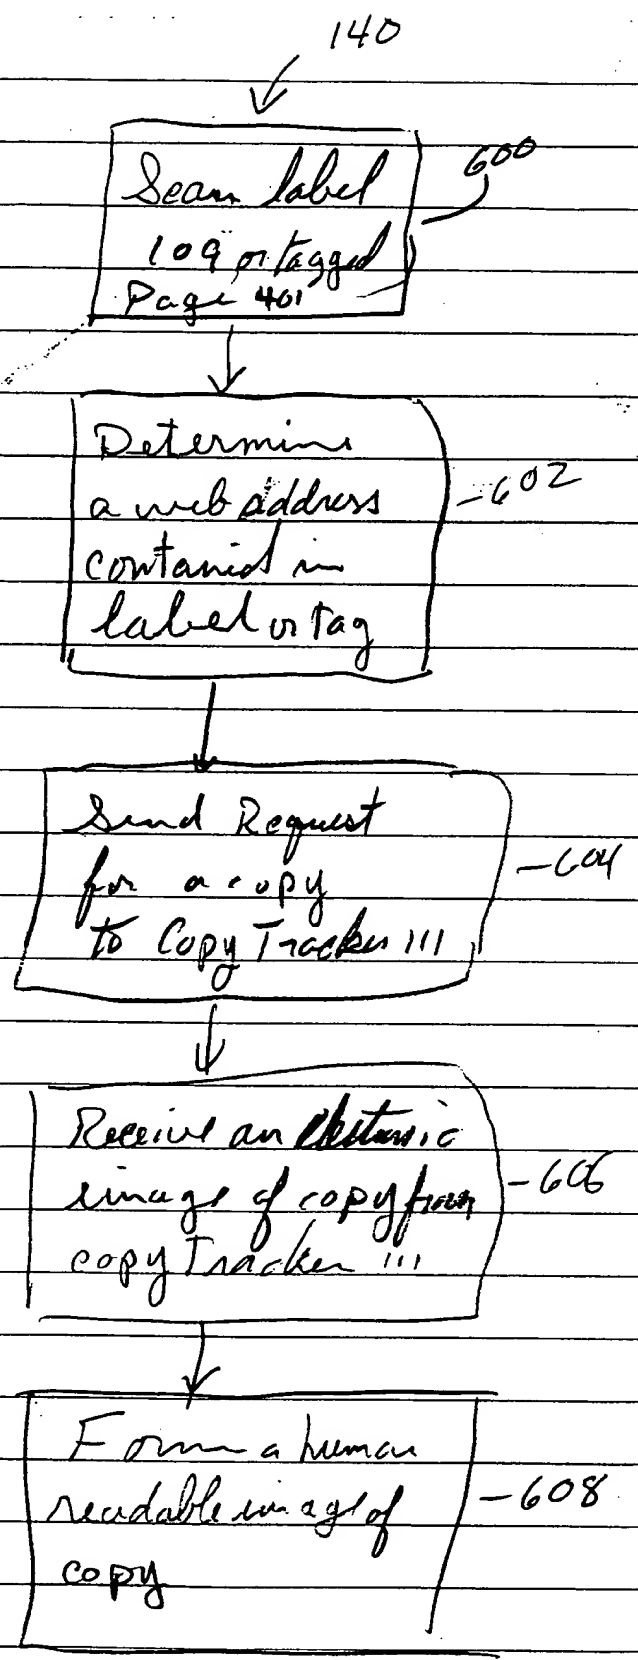 140
Scan label
109 or tagged
Page 401
600
Determine
a web address
contained in
label or tag
-602
Send Request
for a copy
to Copy Tracker 111
-604
Receive an electronic
image of copy from
copy Tracker 111
-606
Form a human
readable image of
copy
-608